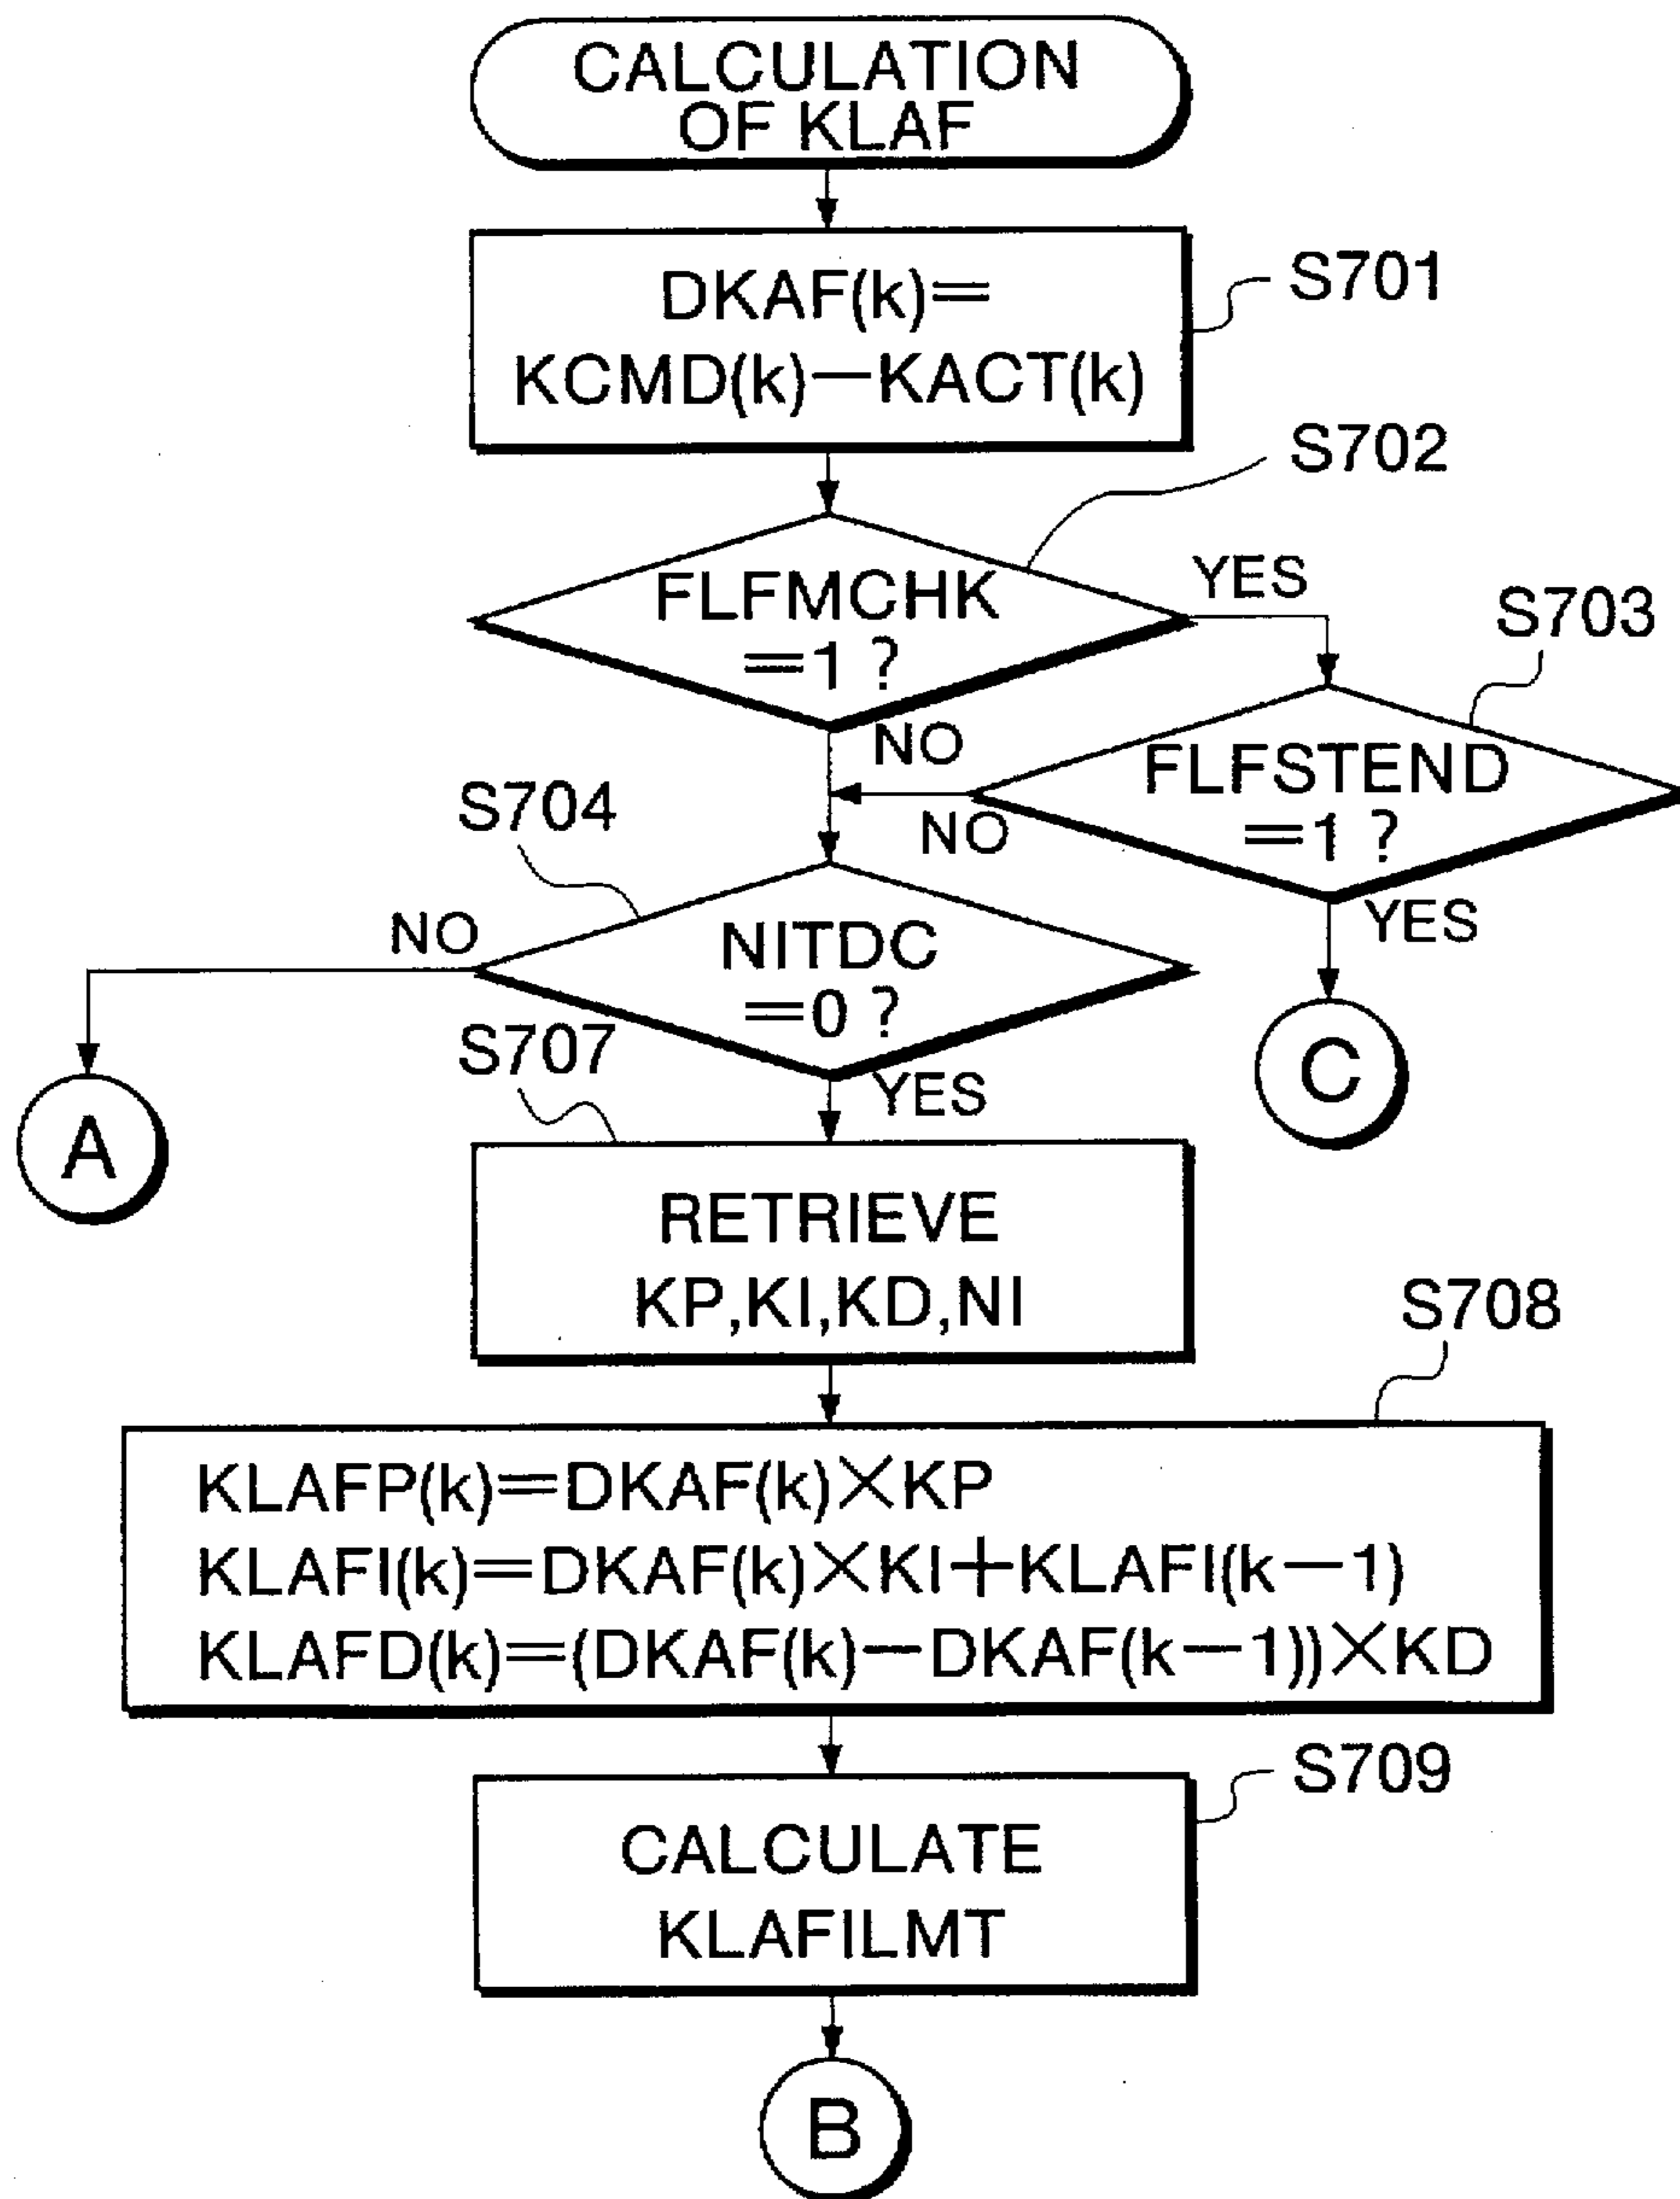 CALCULATION
OF KLAF
DKAF(k)=
KCMD(k)−KACT(k)
S701
S702
FLFMCHK
=1 ?
YES
NO
S703
FLFSTEND
=1 ?
NO
YES
C
S704
NITDC
=0 ?
NO
A
YES
S707
RETRIEVE
KP,KI,KD,NI
S708
KLAFP(k)=DKAF(k)×KP
KLAFI(k)=DKAF(k)×KI+KLAFI(k−1)
KLAFD(k)=(DKAF(k)−DKAF(k−1))×KD
S709
CALCULATE
KLAFILMT
B